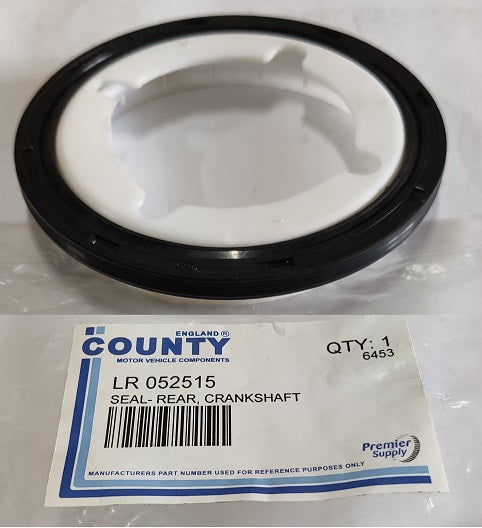 ENGLAND ®
COUNTY
MOTOR VEHICLE COMPONENTS
QTY: 1
6453
LR 052515
SEAL- REAR, CRANKSHAFT
Premier
Supply
MANUFACTURERS PART NUMBER USED FOR REFERENCE PURPOSES ONLY